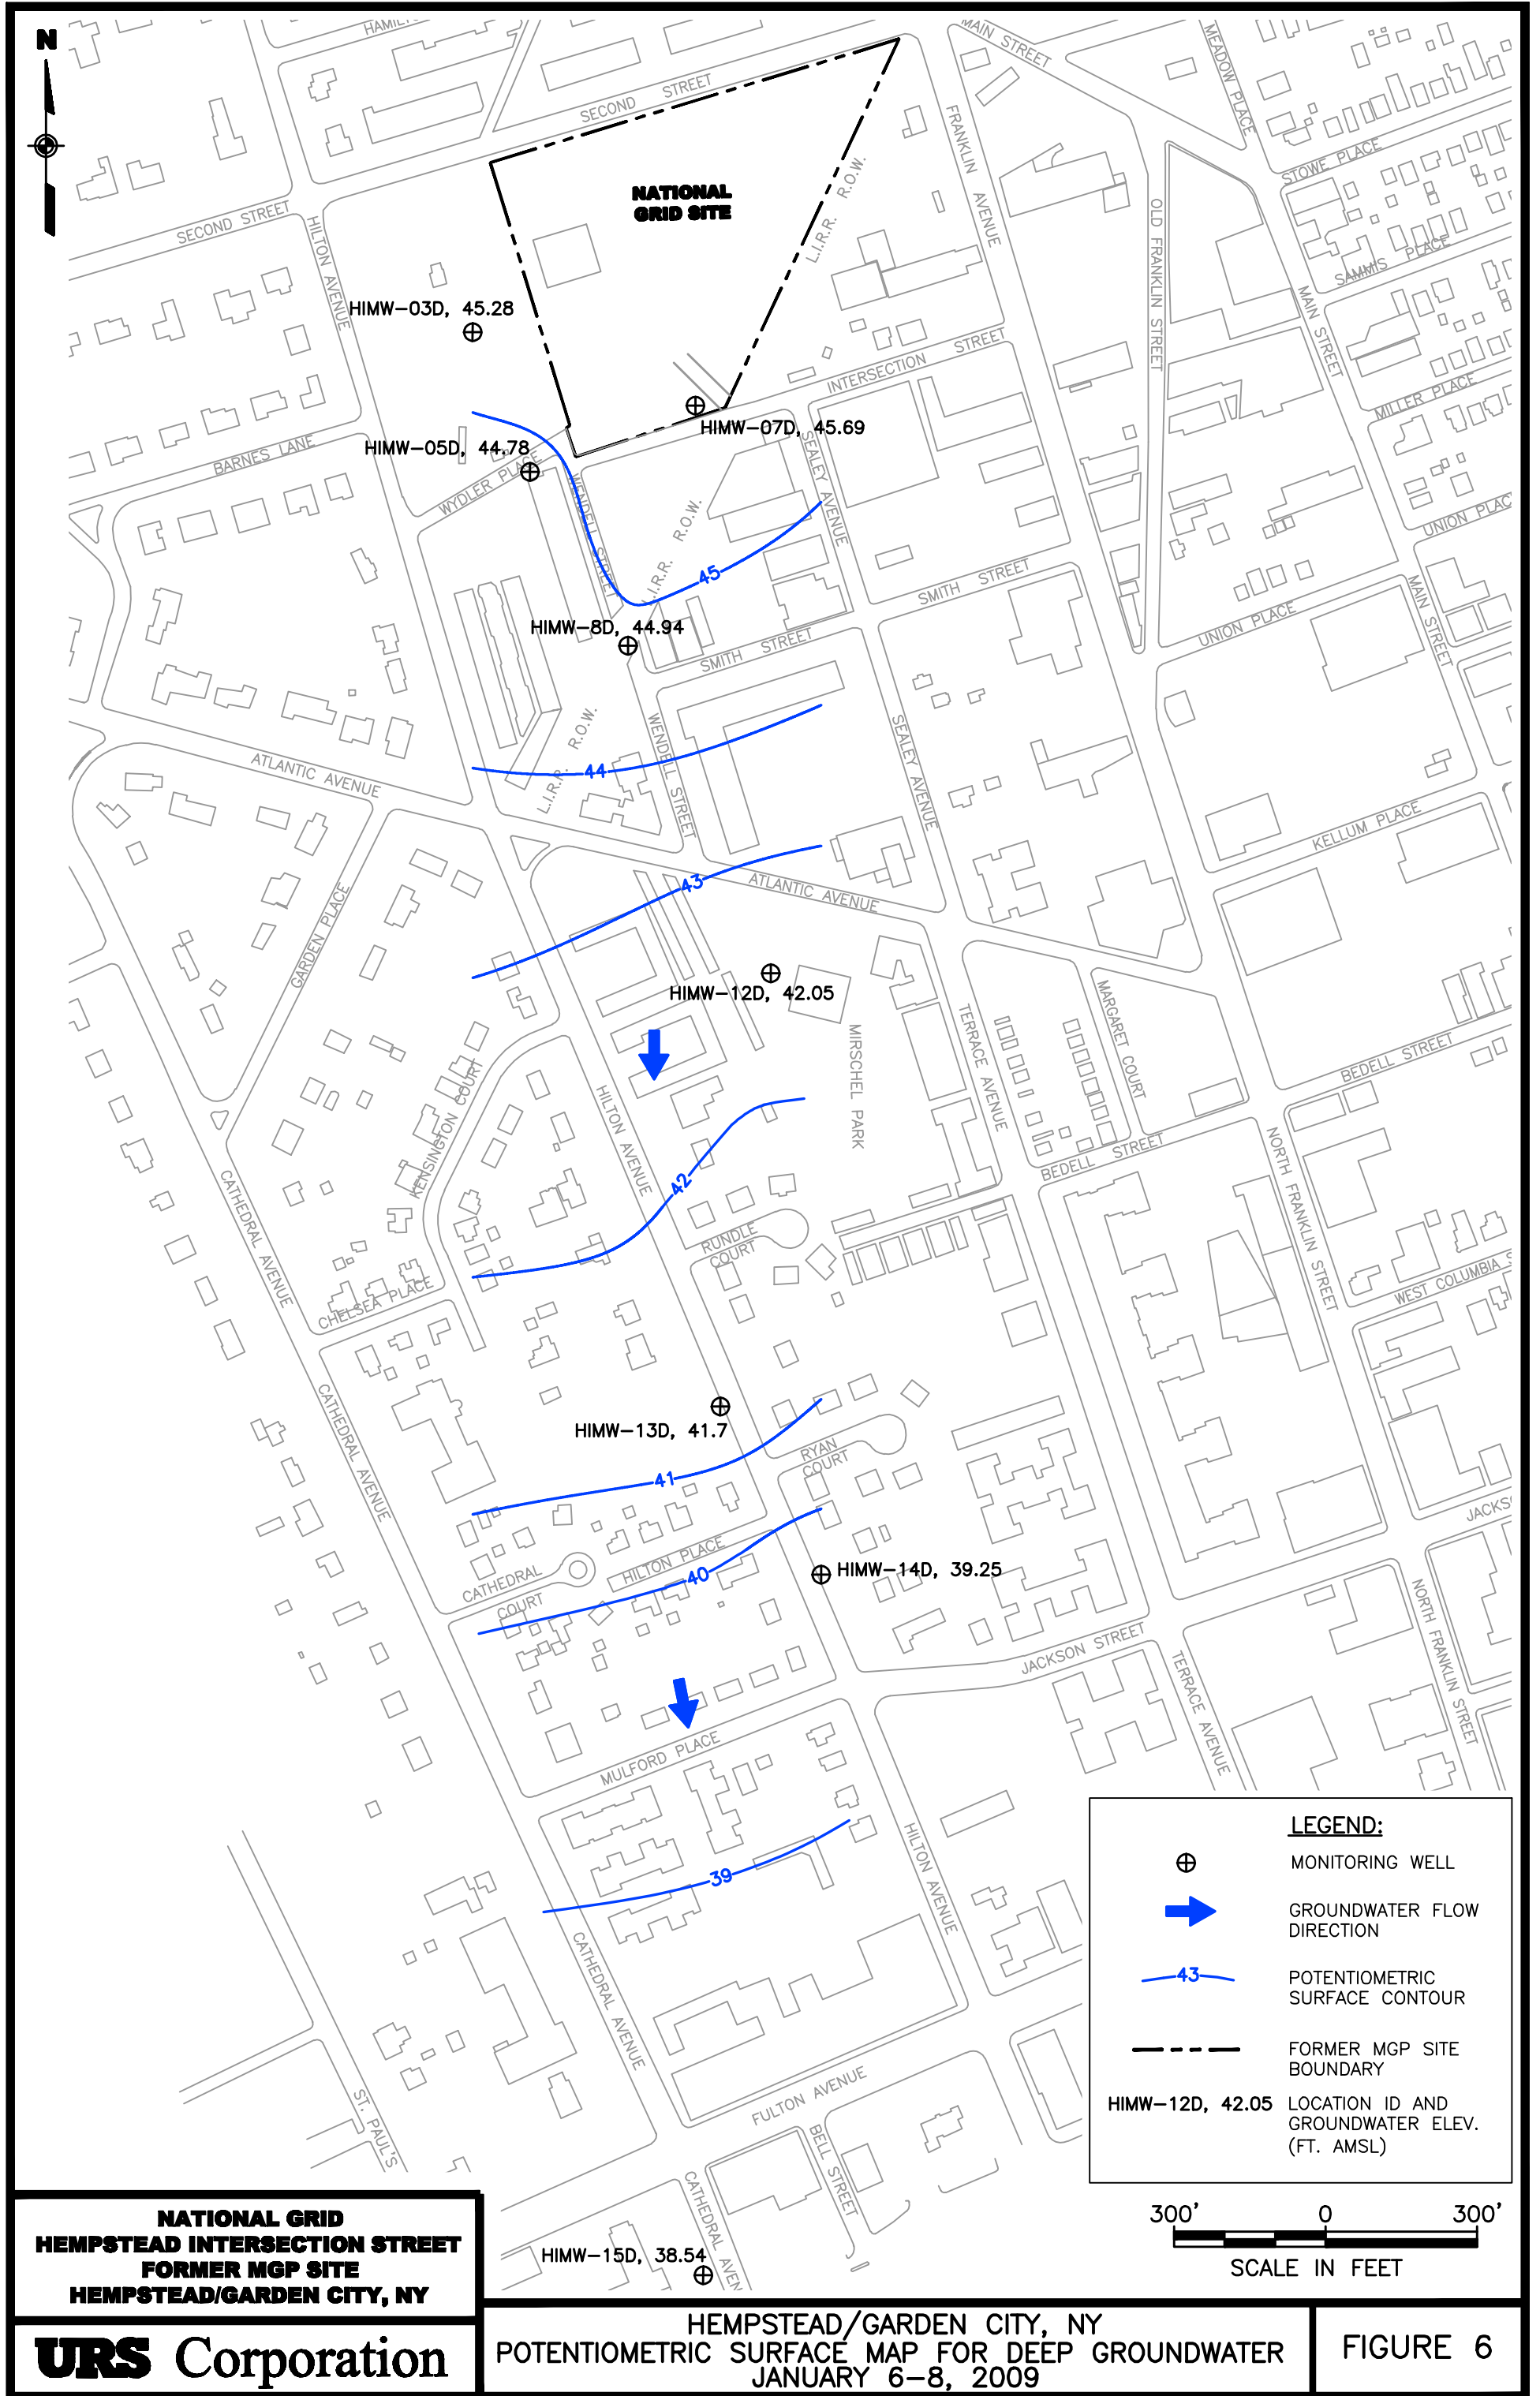 N
HAMIL
MAIN STREET
MEADOW PLACE
SECOND STREET
FRANKLIN AVENUE
STOWE PLACE
NATIONAL
GRID SITE
L.I.R.R. R.O.W.
SECOND STREET
HILTON AVENUE
OLD FRANKLIN STREET
SAMMIS PLACE
MAIN STREET
HIMW-03D, 45.28
INTERSECTION STREET
MILLER PLACE
HIMW-07D, 45.69
HIMW-05D, 44.78
BARNES LANE
WYDLER PLACE
SEALEY AVENUE
WENDELL STREET
L.I.R.R. R.O.W.
UNION PLAC
45
SMITH STREET
MAIN STREET
UNION PLACE
HIMW-8D, 44.94
SMITH STREET
WENDELL STREET
SEALEY AVENUE
L.I.R.R. R.O.W.
ATLANTIC AVENUE
44
KELLUM PLACE
43
ATLANTIC AVENUE
GARDEN PLACE
HIMW-12D, 42.05
MIRSCHEL PARK
TERRACE AVENUE
MARGARET COURT
BEDELL STREET
KENSINGTON COURT
HILTON AVENUE
BEDELL STREET
NORTH FRANKLIN STREET
CATHEDRAL AVENUE
42
RUNDLE
COURT
WEST COLUMBIA S
CHELSEA PLACE
CATHEDRAL AVENUE
HIMW-13D, 41.7
RYAN
COURT
41
JACKS
HILTON PLACE
CATHEDRAL
COURT
40
HIMW-14D, 39.25
NORTH FRANKLIN STREET
JACKSON STREET
TERRACE AVENUE
MULFORD PLACE
HILTON AVENUE
39
CATHEDRAL AVENUE
LEGEND:
MONITORING WELL
GROUNDWATER FLOW
DIRECTION
43
POTENTIOMETRIC
SURFACE CONTOUR
FORMER MGP SITE
BOUNDARY
HIMW-12D, 42.05
LOCATION ID AND
GROUNDWATER ELEV.
(FT. AMSL)
FULTON AVENUE
BELL STREET
ST. PAUL'S
CATHEDRAL AVEN
HIMW-15D, 38.54
300' 0 300'
SCALE IN FEET
NATIONAL GRID
HEMPSTEAD INTERSECTION STREET
FORMER MGP SITE
HEMPSTEAD/GARDEN CITY, NY
URS Corporation
HEMPSTEAD/GARDEN CITY, NY
POTENTIOMETRIC SURFACE MAP FOR DEEP GROUNDWATER
JANUARY 6-8, 2009
FIGURE 6